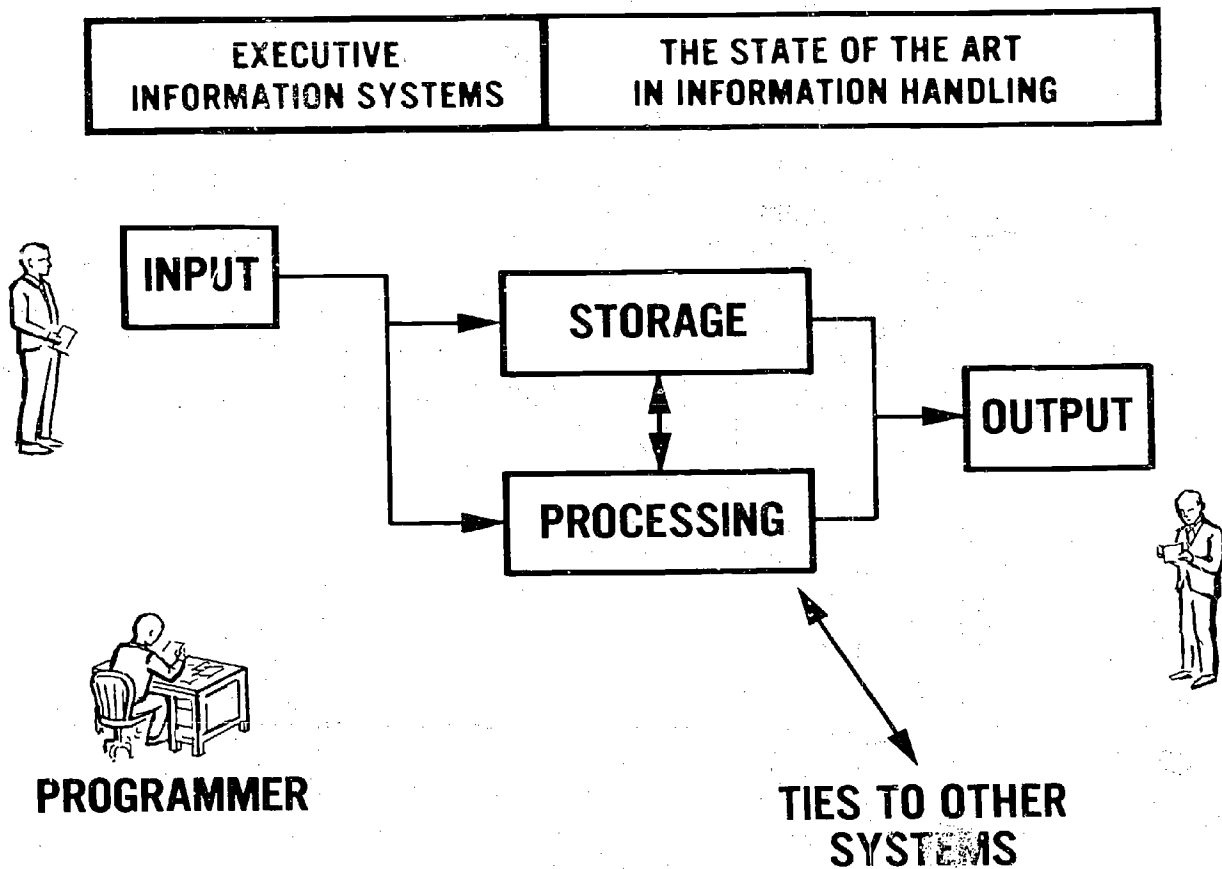 EXECUTIVE
INFORMATION SYSTEMS
THE STATE OF THE ART
IN INFORMATION HANDLING
INPUT
STORAGE
OUTPUT
PROCESSING
PROGRAMMER
TIES TO OTHER
SYSTEMS